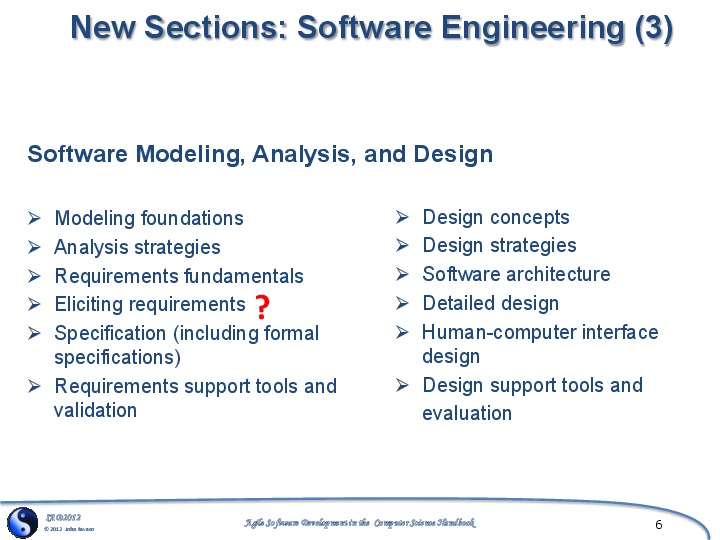 New Sections: Software Engineering (3)
Software Modeling, Analysis, and Design
➢ Modeling foundations
➢ Analysis strategies
➢ Requirements fundamentals
➢ Eliciting requirements ?
➢ Specification (including formal
specifications)
➢ Requirements support tools and
validation
➢ Design concepts
➢ Design strategies
➢ Software architecture
➢ Detailed design
➢ Human-computer interface
design
➢ Design support tools and
evaluation
© 2012 John Favaro
Agile Software Development in the Computer Science Handbook
6